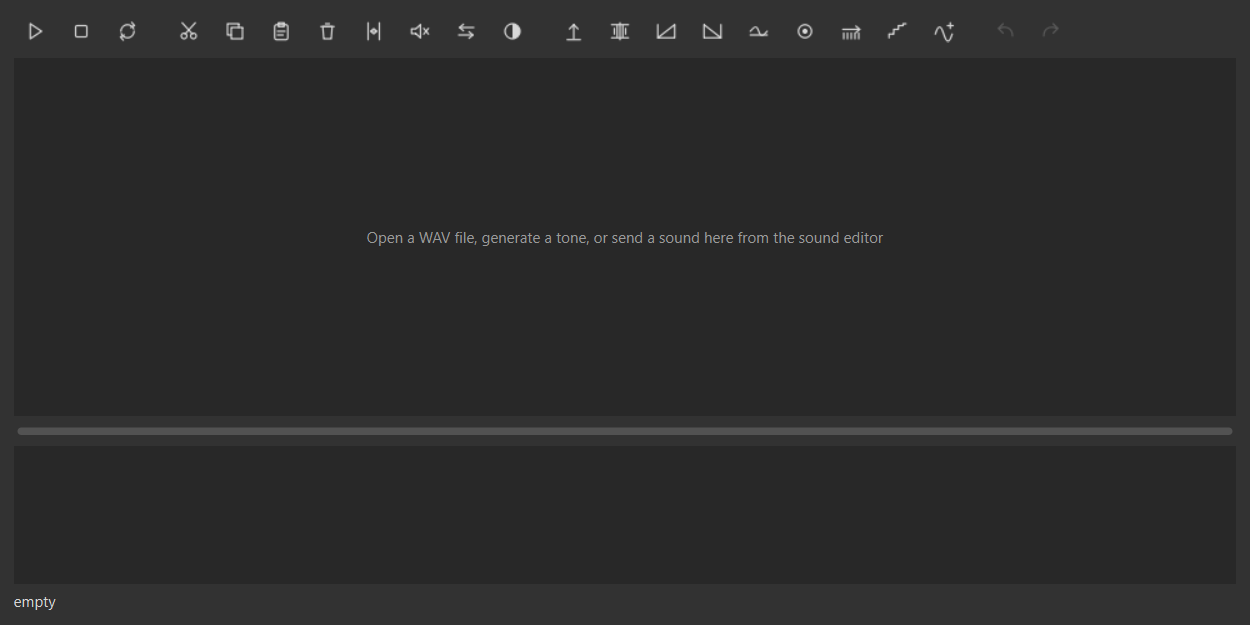 Open a WAV file, generate a tone, or send a sound here from the sound editor
empty